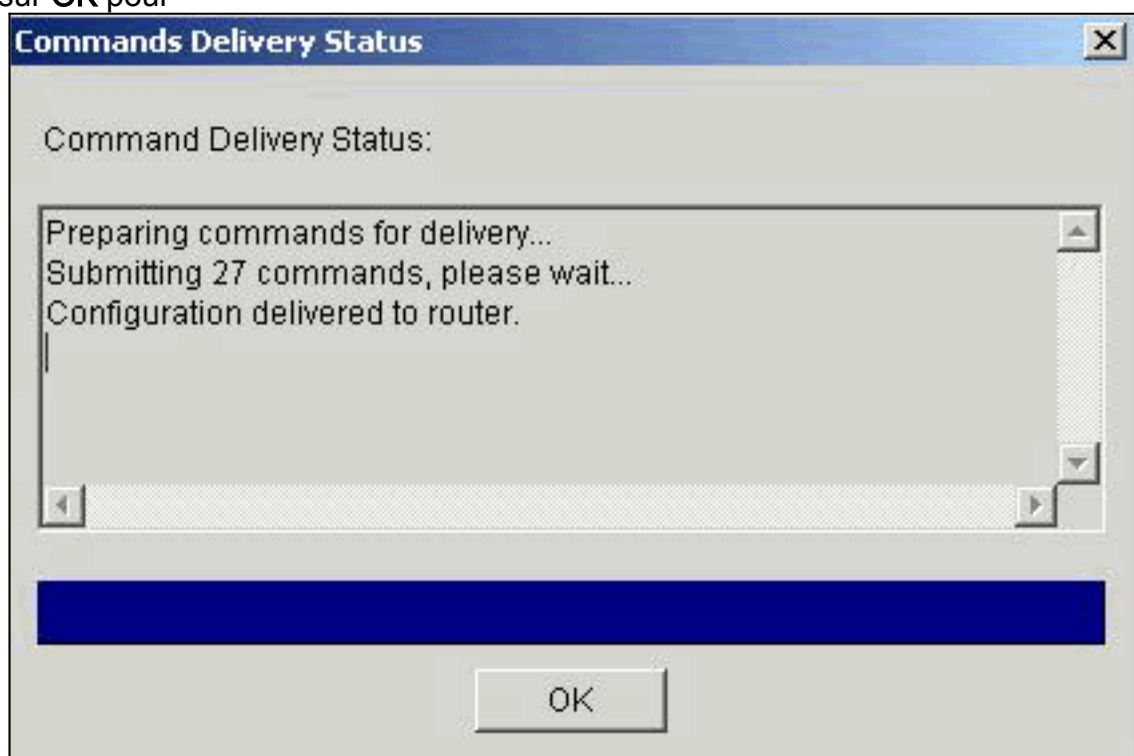 sur OK pour
Commands Delivery Status
Command Delivery Status:
Preparing commands for delivery...
Submitting 27 commands, please wait...
Configuration delivered to router.
OK